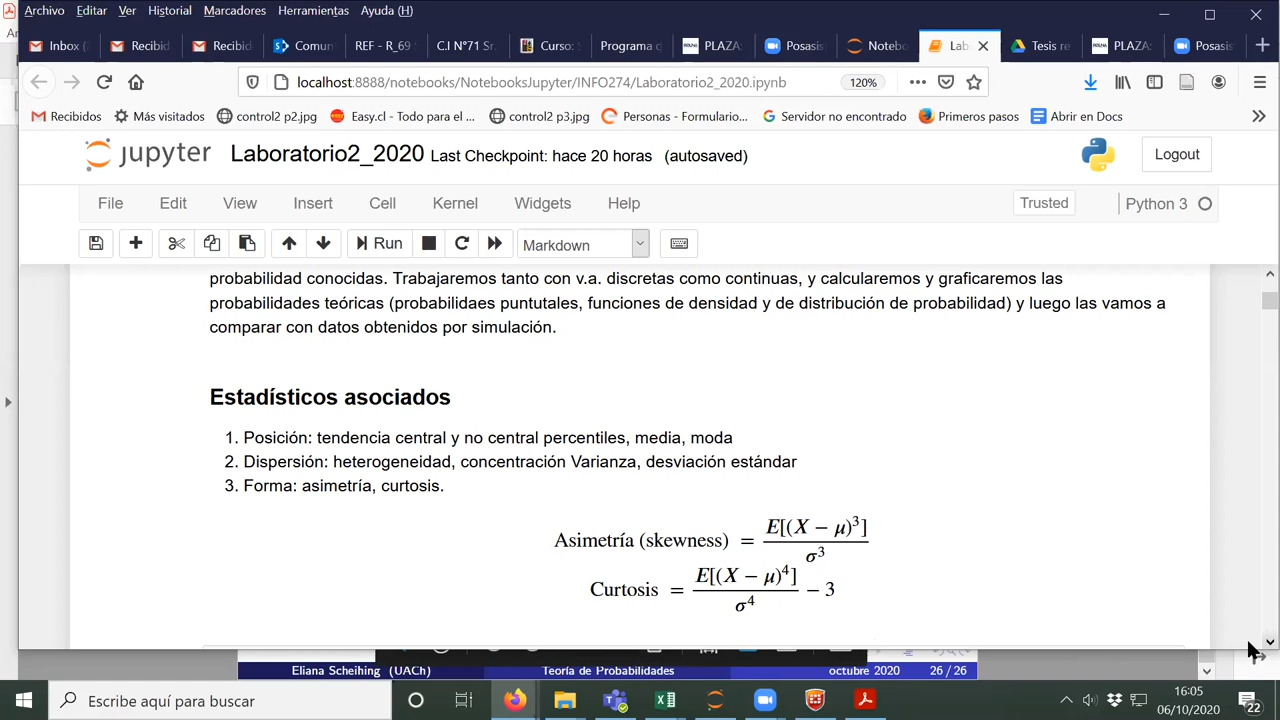 Archivo Editar Ver Historial Marcadores Herramientas Ayuda (H)
Inbox ( Recibid Recibid Comun REF - R_69 CJ N°71 Sr. Curso: Programa PLAZA: Posasis Noteb Lab Tesis re PLAZA: Posasis
localhost:8888/notebooks/NotebooksJupyter/INFO274/Laboratorio2_2020.ipynb 120%
Recibidos Más visitados control2 p2.jpg Easy.cl - Todo para el ... control2 p3.jpg Personas - Formulario... Servidor no encontrado Primeros pasos Abrir en Docs
jupyter Laboratorio2_2020 Last Checkpoint: hace 20 horas (autosaved) Logout
File Edit View Insert Cell Kernel Widgets Help Trusted Python 3
Run Markdown
probabilidad conocidas. Trabajaremos tanto con v.a. discretas como continuas, y calcularemos y graficaremos las
probabilidades teóricas (probabilidaes puntutales, funciones de densidad y de distribución de probabilidad) y luego las vamos a
comparar con datos obtenidos por simulación.
Estadísticos asociados
1. Posición: tendencia central y no central percentiles, media, moda
2. Dispersión: heterogeneidad, concentración Varianza, desviación estándar
3. Forma: asimetría, curtosis.
Asimetría (skewness) = E[(X − μ)³] / σ³
Curtosis = E[(X − μ)⁴] / σ⁴ − 3
Eliana Scheihing (UACh) Teoría de Probabilidades octubre 2020 26 / 26
Escribe aquí para buscar
16:05
06/10/2020
22